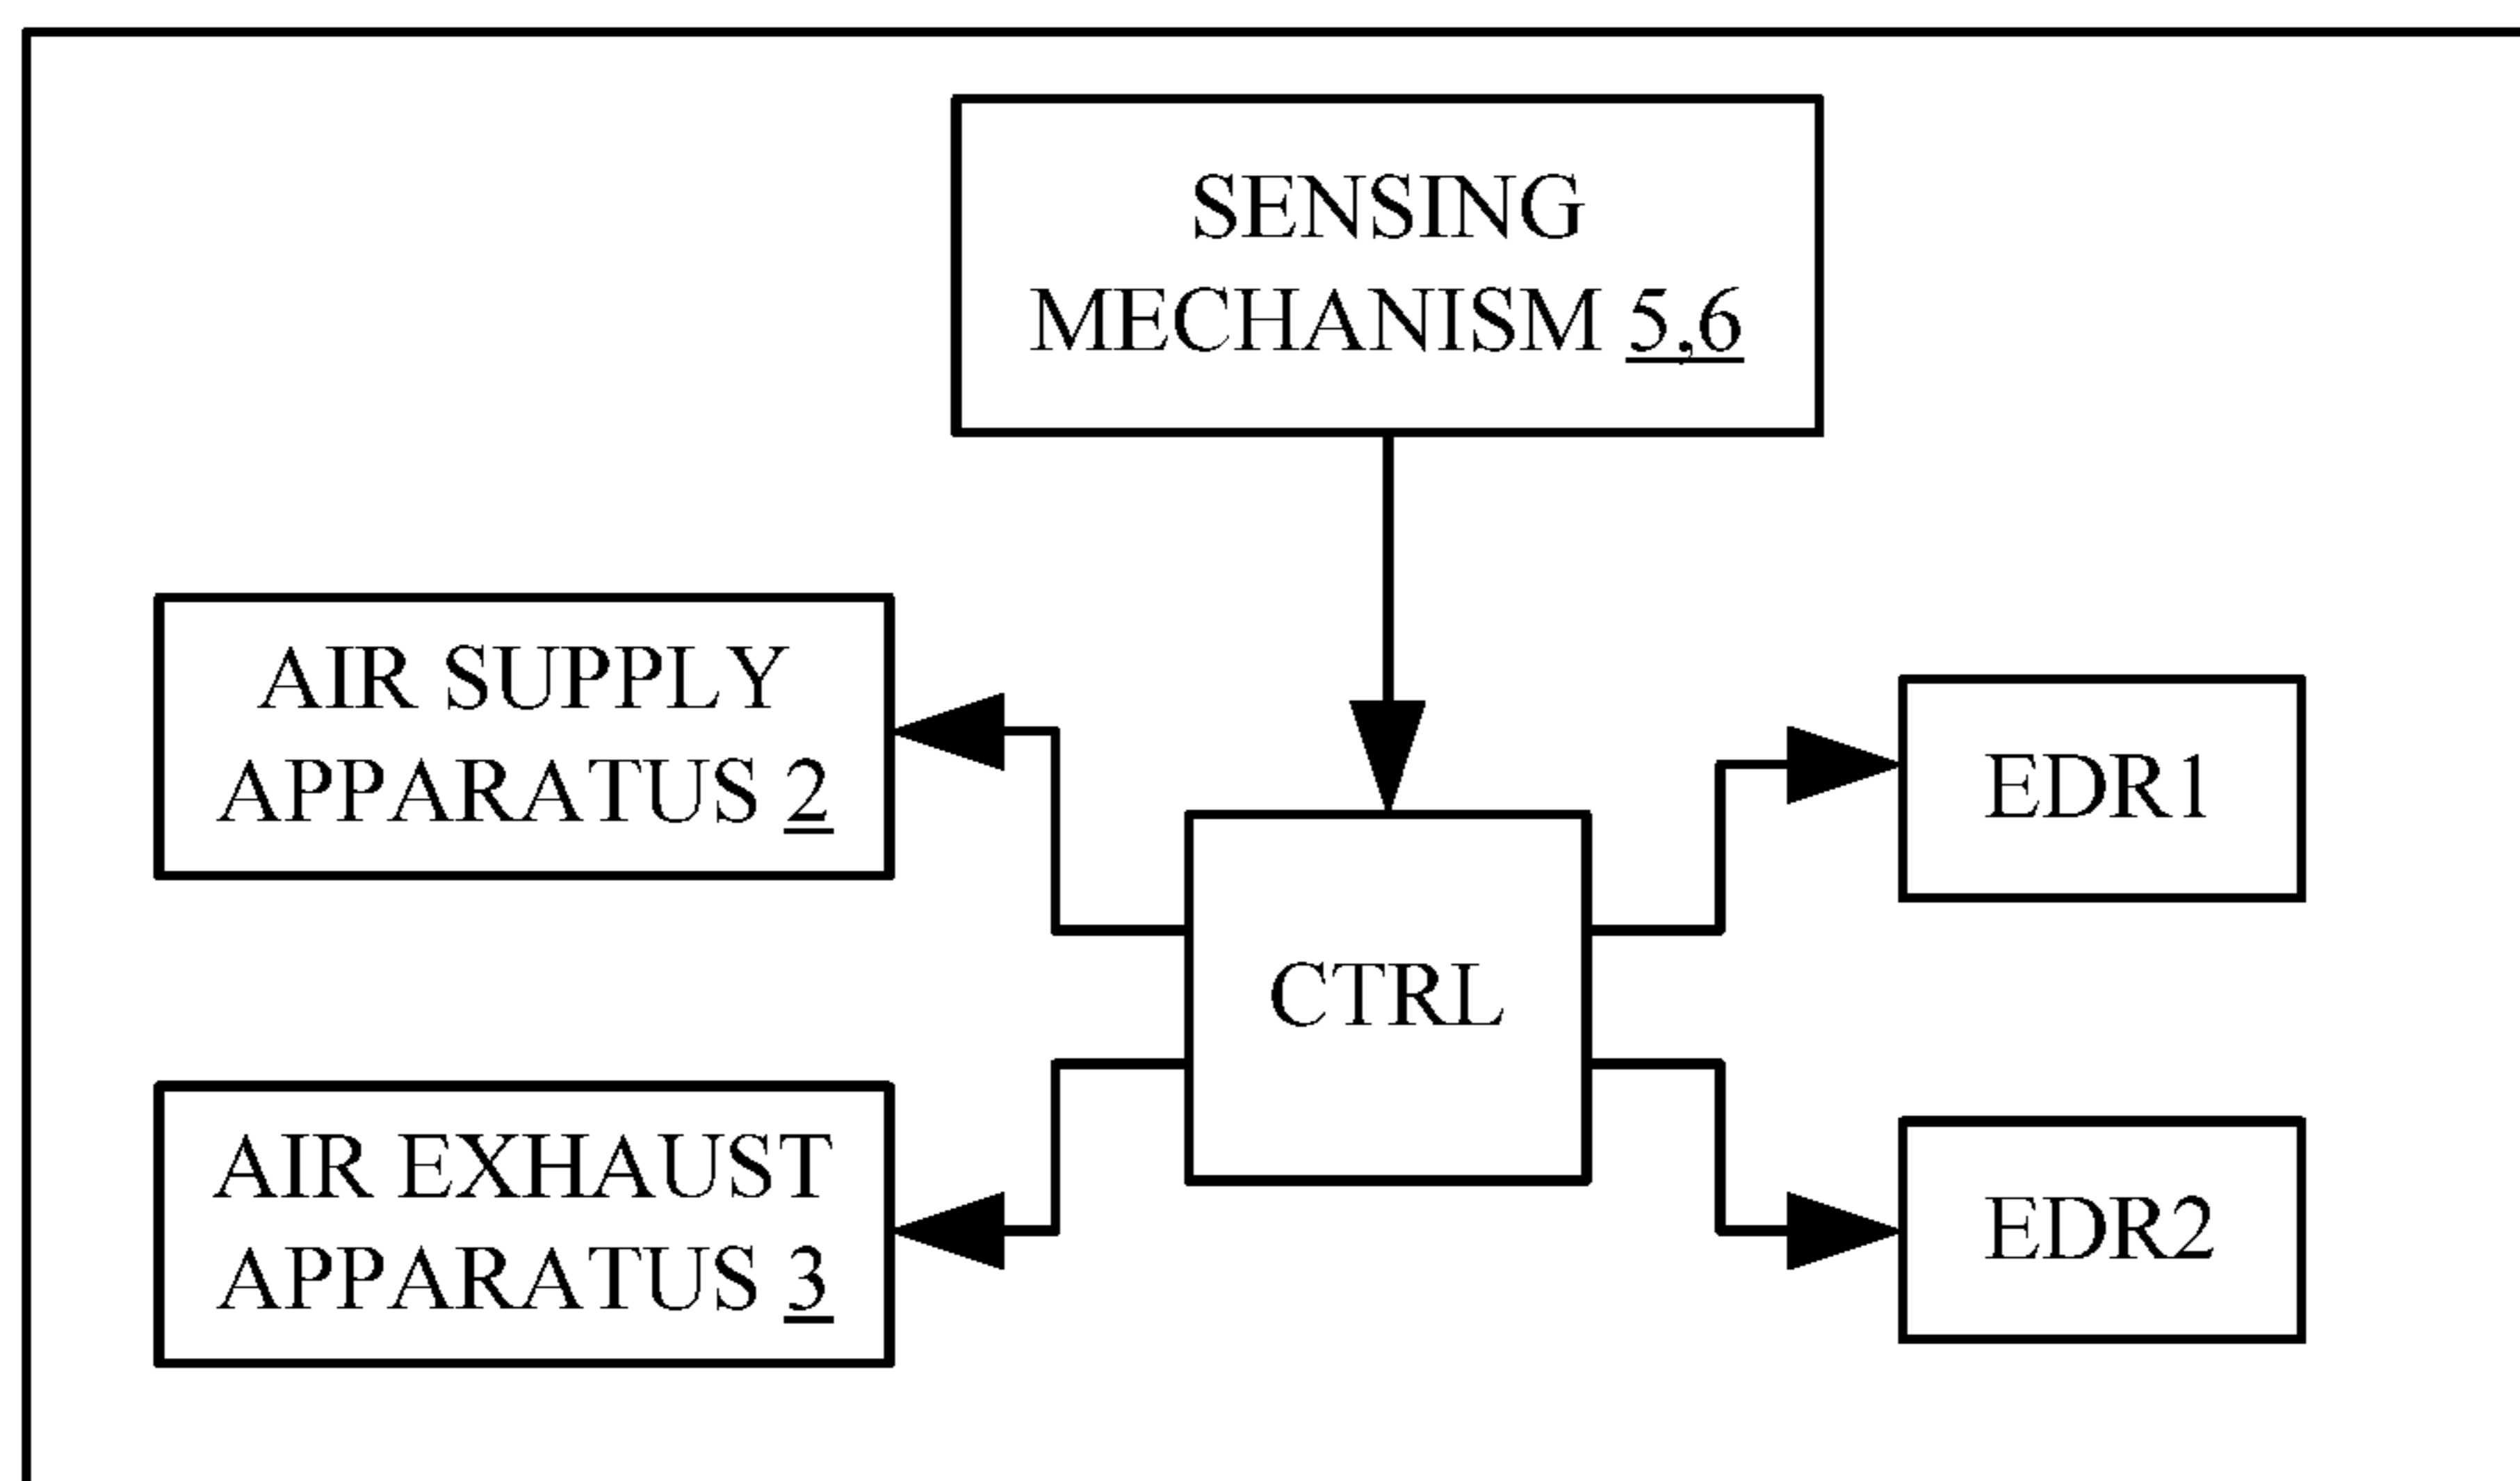 SENSING
MECHANISM 5,6
AIR SUPPLY
APPARATUS 2
EDR1
CTRL
AIR EXHAUST
APPARATUS 3
EDR2